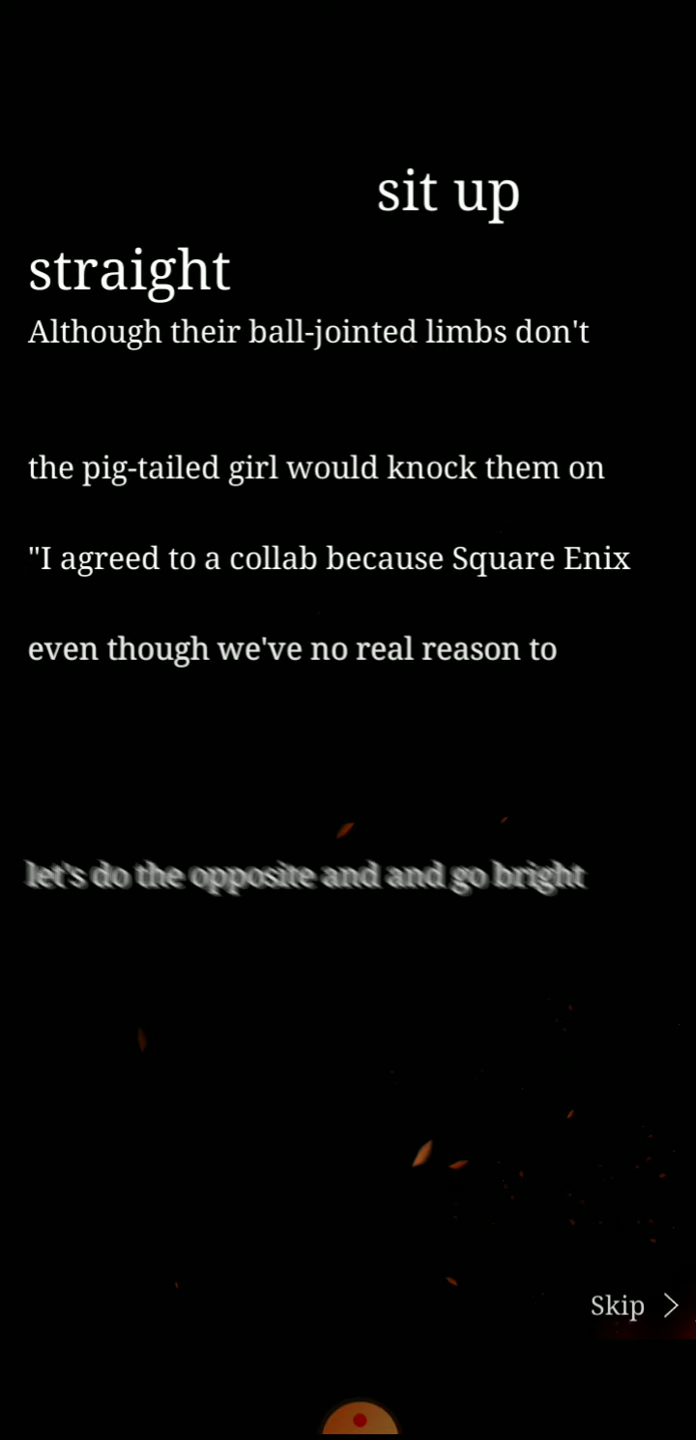 sit up
straight
Although their ball-jointed limbs don't
the pig-tailed girl would knock them on
"I agreed to a collab because Square Enix
even though we've no real reason to
let's do the opposite and and go bright
Skip